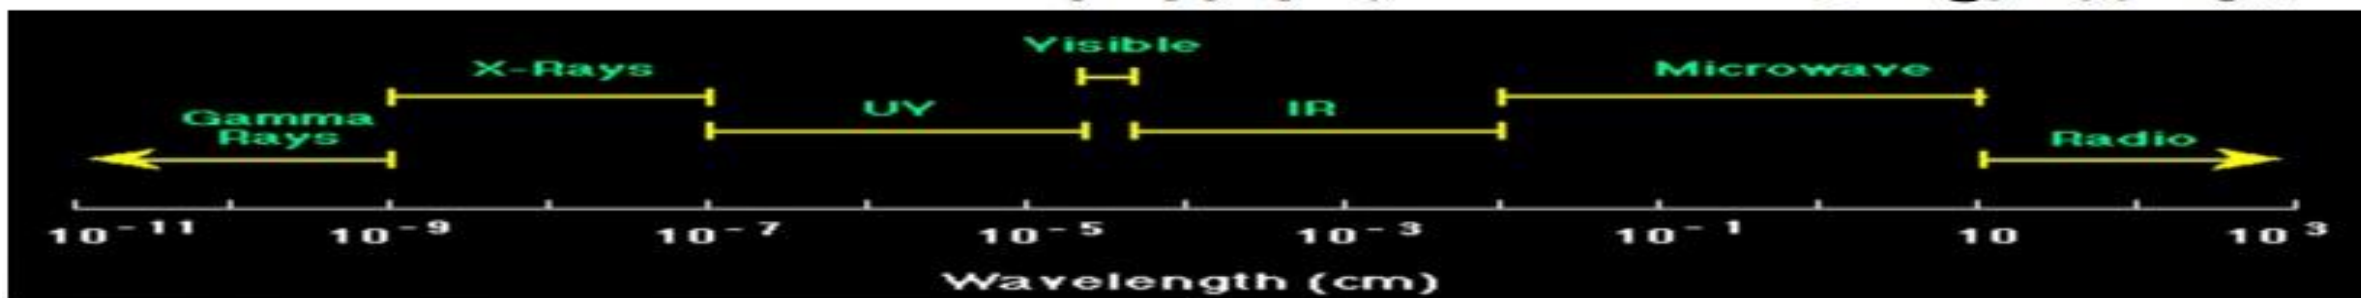 Visible
X-Rays
Microwave
UV
IR
Gamma
Rays
Radio
10⁻¹¹ 10⁻⁹ 10⁻⁷ 10⁻⁵ 10⁻³ 10⁻¹ 10 10³
Wavelength (cm)